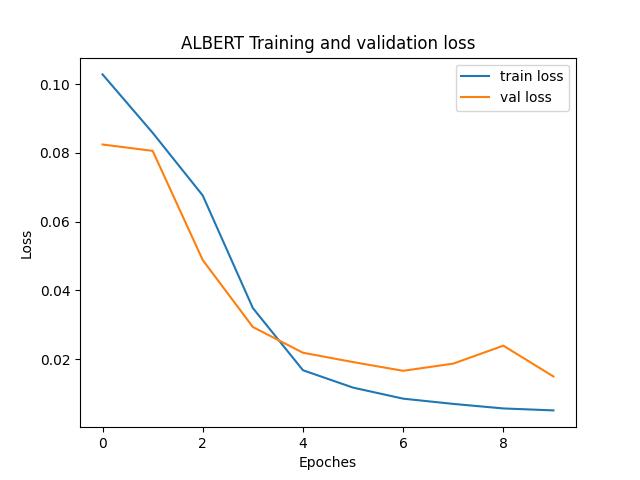 ALBERT Training and validation loss
train loss
val loss
0.10
0.08
0.06
0.04
0.02
Loss
0 2 4 6 8
Epoches